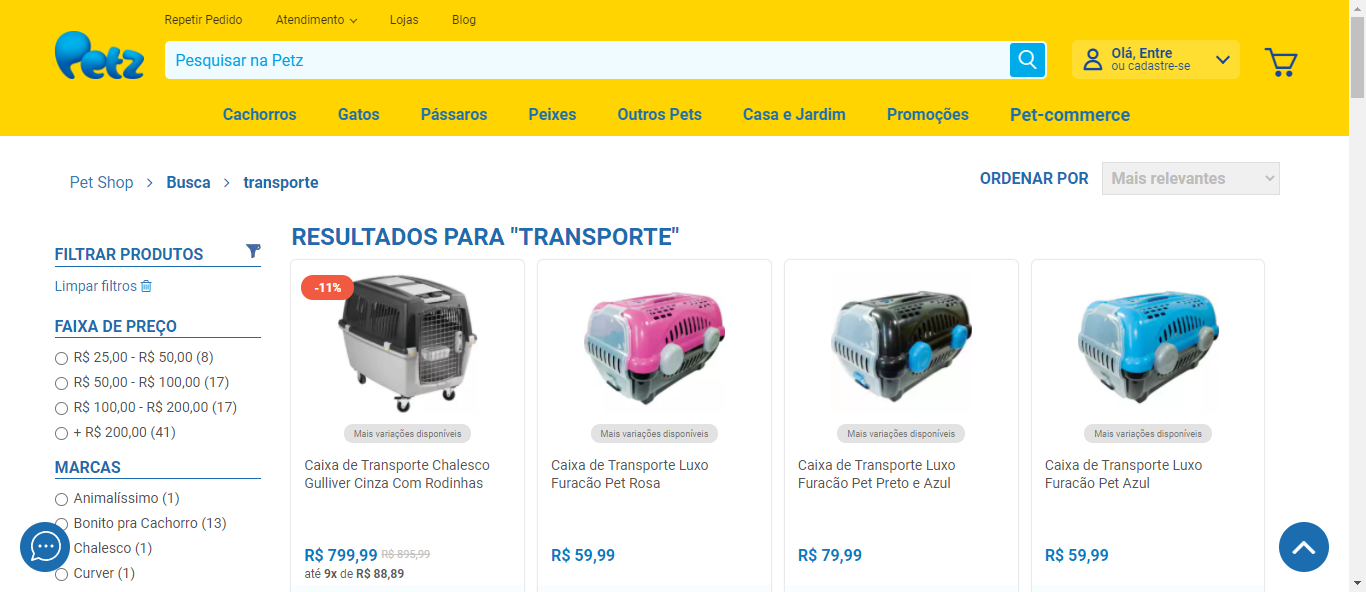 Repetir Pedido Atendimento Lojas Blog
Petz
Pesquisar na Petz
Olá, Entre
ou cadastre-se
Cachorros Gatos Pássaros Peixes Outros Pets Casa e Jardim Promoções Pet-commerce
Pet Shop > Busca > transporte
ORDENAR POR Mais relevantes
FILTRAR PRODUTOS
Limpar filtros
FAIXA DE PREÇO
R$ 25,00 - R$ 50,00 (8)
R$ 50,00 - R$ 100,00 (17)
R$ 100,00 - R$ 200,00 (17)
+ R$ 200,00 (41)
MARCAS
Animalíssimo (1)
Bonito pra Cachorro (13)
Chalesco (1)
Curver (1)
RESULTADOS PARA "TRANSPORTE"
-11%
Mais variações disponíveis
Caixa de Transporte Chalesco
Gulliver Cinza Com Rodinhas
R$ 799,99 R$ 895,99
até 9x de R$ 88,89
Mais variações disponíveis
Caixa de Transporte Luxo
Furacão Pet Rosa
R$ 59,99
Mais variações disponíveis
Caixa de Transporte Luxo
Furacão Pet Preto e Azul
R$ 79,99
Mais variações disponíveis
Caixa de Transporte Luxo
Furacão Pet Azul
R$ 59,99